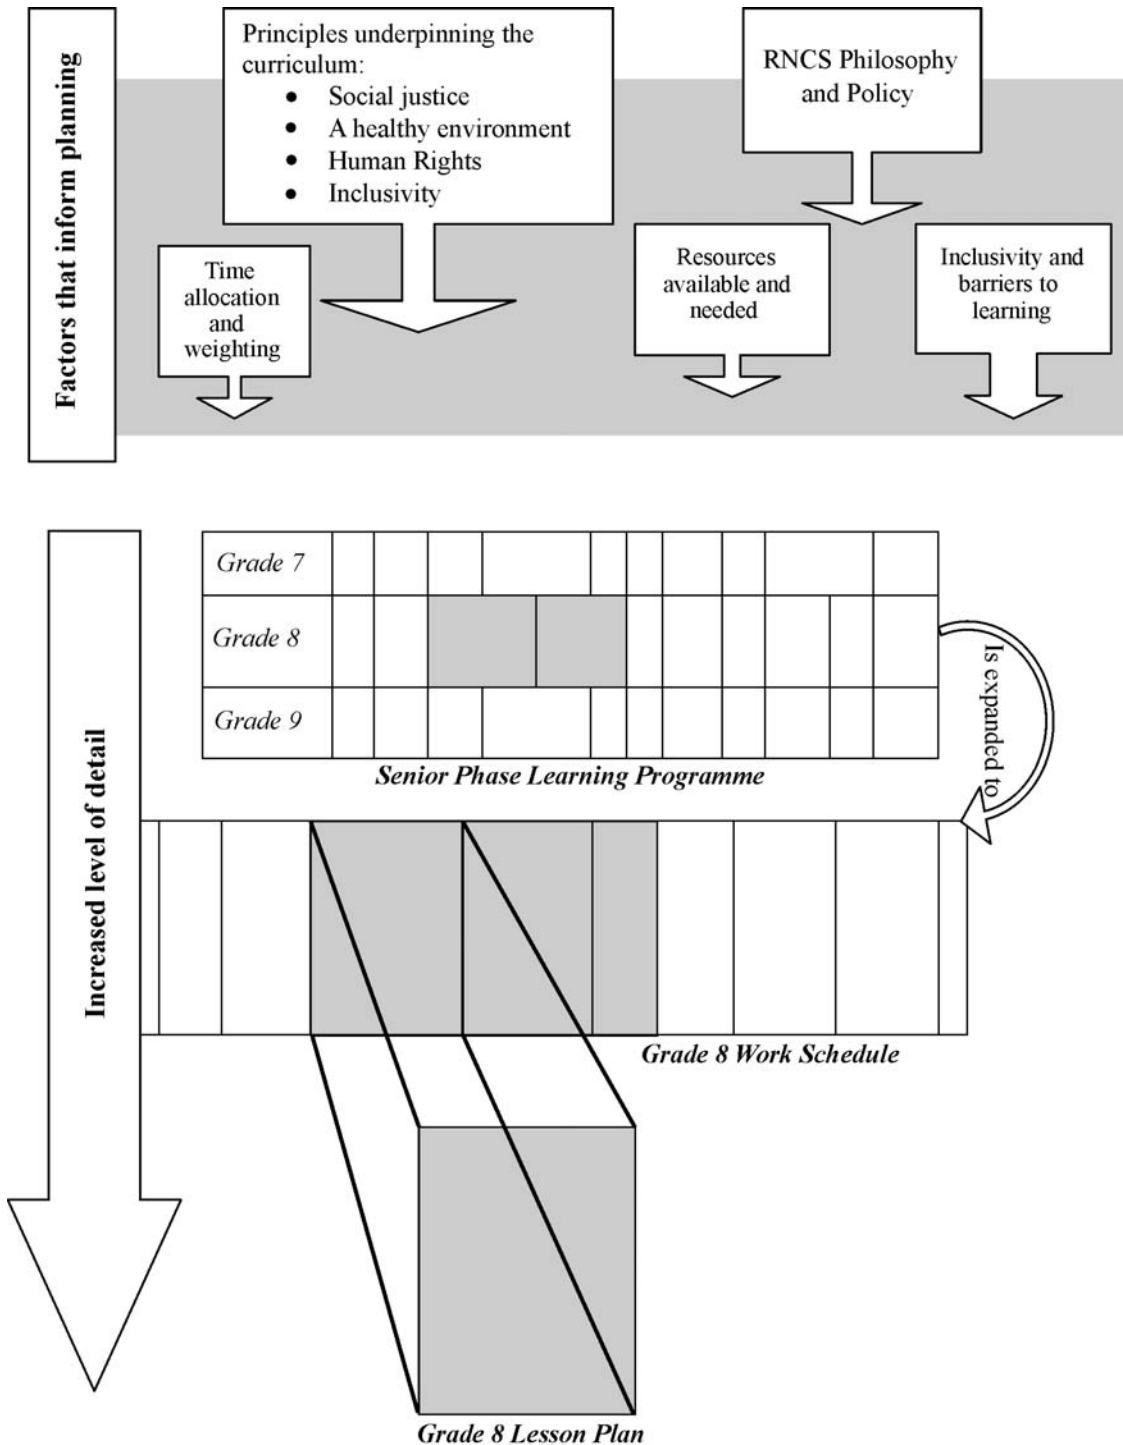 Factors that inform planning
Principles underpinning the
curriculum:
• Social justice
• A healthy environment
• Human Rights
• Inclusivity
RNCS Philosophy
and Policy
Time
allocation
and
weighting
Resources
available and
needed
Inclusivity and
barriers to
learning
Increased level of detail
Grade 7
Grade 8
Grade 9
Is expanded to
Senior Phase Learning Programme
Grade 8 Work Schedule
Grade 8 Lesson Plan